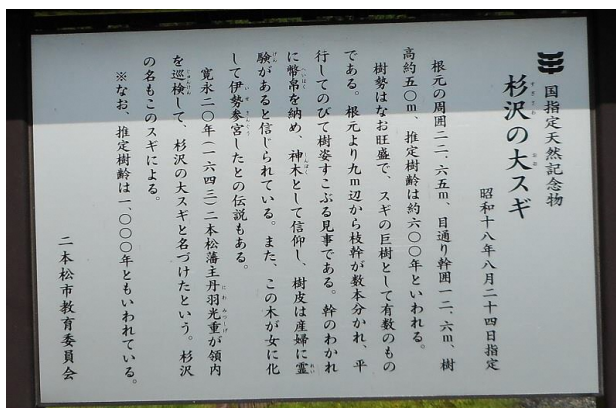 国指定天然記念物
杉沢の大スギ
すぎさわ おお
昭和十八年八月二十四日指定
根元の周囲二二、六五m、目通り幹囲一二、六m、樹
高約五〇m、推定樹齢は約六〇〇年といわれる。
樹勢はなお旺盛で、スギの巨樹として有数のもの
である。根元より九m辺から枝幹が数本分かれ、平
行してのびて樹姿すこぶる見事である。幹のわかれ
に幣帛を納め、神木として信仰し、樹皮は産婦に霊
験があると信じられている。また、この木が女に化
して伊勢参宮したとの伝説もある。
寛永二〇年（一六四三）二本松藩主丹羽光重が領内
を巡検して、杉沢の大スギと名づけたという。杉沢
の名もこのスギによる。
※なお、推定樹齢は一、〇〇〇年ともいわれている。
二本松市教育委員会